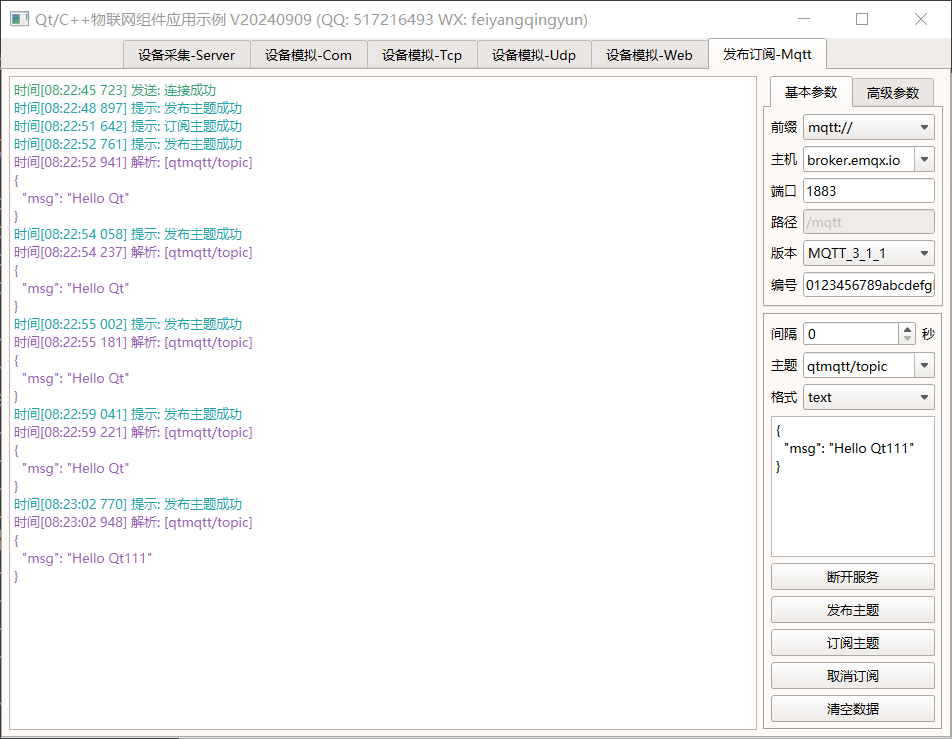 Qt/C++物联网组件应用示例 V20240909 (QQ: 517216493 WX: feiyangqingyun)
设备采集-Server 设备模拟-Com 设备模拟-Tcp 设备模拟-Udp 设备模拟-Web 发布订阅-Mqtt
时间[08:22:45 723] 发送: 连接成功
时间[08:22:48 897] 提示: 发布主题成功
时间[08:22:51 642] 提示: 订阅主题成功
时间[08:22:52 761] 提示: 发布主题成功
时间[08:22:52 941] 解析: [qtmqtt/topic]
{
  "msg": "Hello Qt"
}
时间[08:22:54 058] 提示: 发布主题成功
时间[08:22:54 237] 解析: [qtmqtt/topic]
{
  "msg": "Hello Qt"
}
时间[08:22:55 002] 提示: 发布主题成功
时间[08:22:55 181] 解析: [qtmqtt/topic]
{
  "msg": "Hello Qt"
}
时间[08:22:59 041] 提示: 发布主题成功
时间[08:22:59 221] 解析: [qtmqtt/topic]
{
  "msg": "Hello Qt"
}
时间[08:23:02 770] 提示: 发布主题成功
时间[08:23:02 948] 解析: [qtmqtt/topic]
{
  "msg": "Hello Qt111"
}
基本参数 高级参数
前缀 mqtt://
主机 broker.emqx.io
端口 1883
路径 /mqtt
版本 MQTT_3_1_1
编号 0123456789abcdefg
间隔 0 秒
主题 qtmqtt/topic
格式 text
{
  "msg": "Hello Qt111"
}
断开服务
发布主题
订阅主题
取消订阅
清空数据